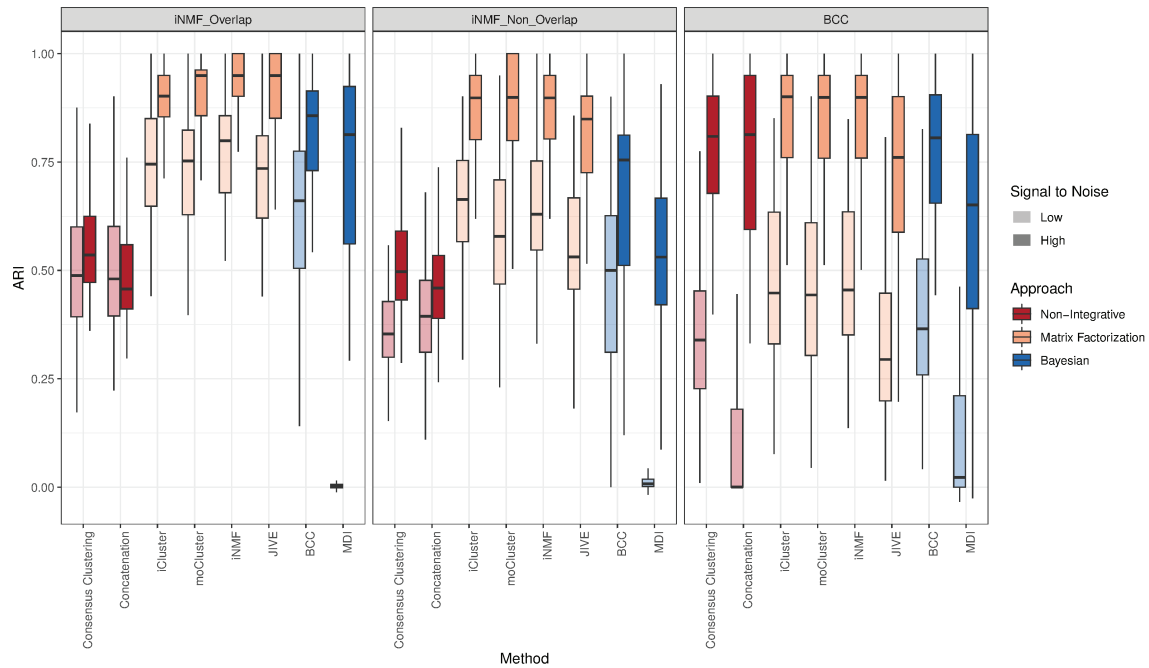 iNMF_Overlap
iNMF_Non_Overlap
BCC
ARI
1.00
0.75
0.50
0.25
0.00
Consensus Clustering
Concatenation
iCluster
moCluster
iNMF
JIVE
BCC
MDI
Consensus Clustering
Concatenation
iCluster
moCluster
iNMF
JIVE
BCC
MDI
Consensus Clustering
Concatenation
iCluster
moCluster
iNMF
JIVE
BCC
MDI
Method
Signal to Noise
Low
High
Approach
Non−Integrative
Matrix Factorization
Bayesian